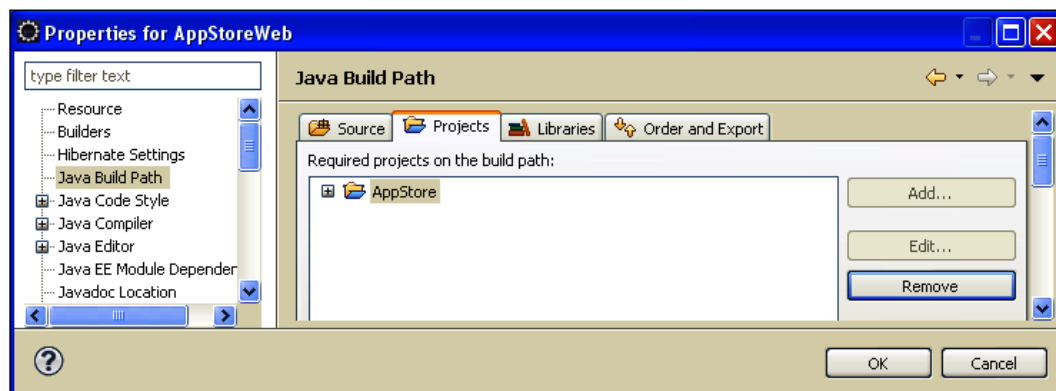 Properties for AppStoreWeb
type filter text
Resource
Builders
Hibernate Settings
Java Build Path
Java Code Style
Java Compiler
Java Editor
Java EE Module Depender
Javadoc Location
Java Build Path
Source
Projects
Libraries
Order and Export
Required projects on the build path:
AppStore
Add...
Edit...
Remove
OK
Cancel